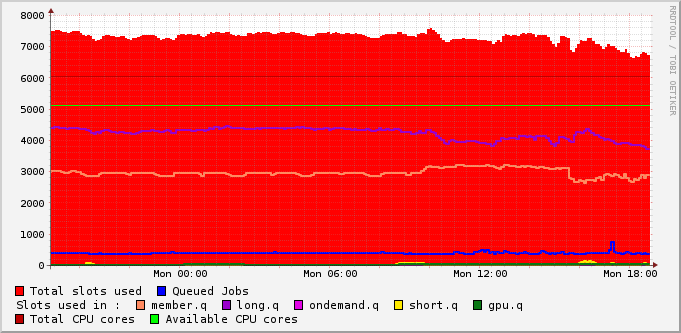 8000
7000
6000
5000
4000
3000
2000
1000
0
Mon 00:00 Mon 06:00 Mon 12:00 Mon 18:00
Total slots used Queued Jobs
Slots used in : member.q long.q ondemand.q short.q gpu.q
Total CPU cores Available CPU cores
RRDTOOL / TOBI OETIKER